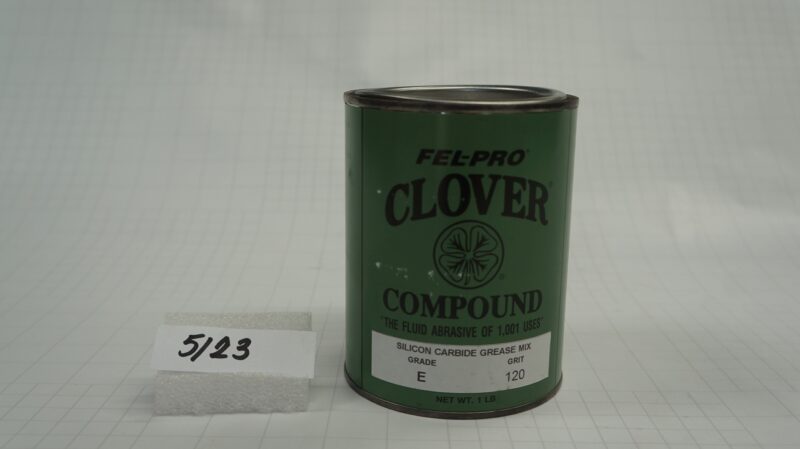 FEL-PRO®
CLOVER®
®
COMPOUND
"THE FLUID ABRASIVE OF 1,001 USES"
SILICON CARBIDE GREASE MIX
GRADE GRIT
E 120
NET WT. 1 LB
5/23